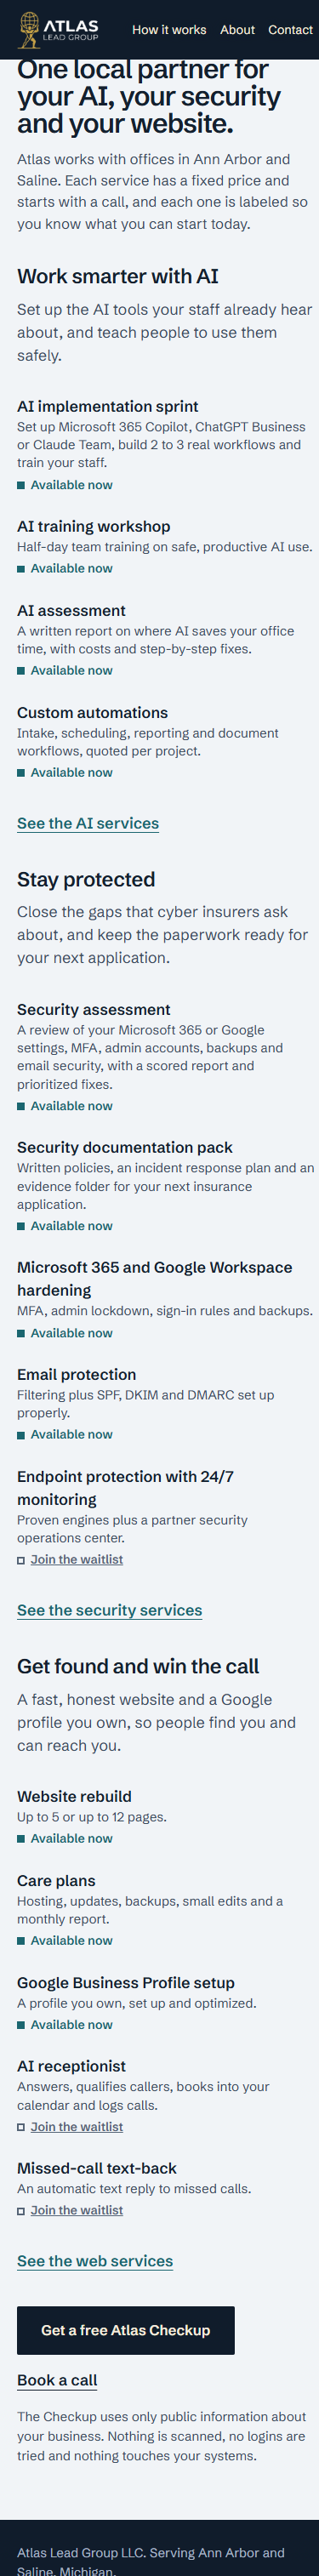 ATLAS
LEAD GROUP
How it works
About
Contact
One local partner for
your AI, your security
and your website.
Atlas works with offices in Ann Arbor and
Saline. Each service has a fixed price and
starts with a call, and each one is labeled so
you know what you can start today.
Work smarter with AI
Set up the AI tools your staff already hear
about, and teach people to use them
safely.
AI implementation sprint
Set up Microsoft 365 Copilot, ChatGPT Business
or Claude Team, build 2 to 3 real workflows and
train your staff.
Available now
AI training workshop
Half-day team training on safe, productive AI use.
Available now
AI assessment
A written report on where AI saves your office
time, with costs and step-by-step fixes.
Available now
Custom automations
Intake, scheduling, reporting and document
workflows, quoted per project.
Available now
See the AI services
Stay protected
Close the gaps that cyber insurers ask
about, and keep the paperwork ready for
your next application.
Security assessment
A review of your Microsoft 365 or Google
settings, MFA, admin accounts, backups and
email security, with a scored report and
prioritized fixes.
Available now
Security documentation pack
Written policies, an incident response plan and an
evidence folder for your next insurance
application.
Available now
Microsoft 365 and Google Workspace
hardening
MFA, admin lockdown, sign-in rules and backups.
Available now
Email protection
Filtering plus SPF, DKIM and DMARC set up
properly.
Available now
Endpoint protection with 24/7
monitoring
Proven engines plus a partner security
operations center.
Join the waitlist
See the security services
Get found and win the call
A fast, honest website and a Google
profile you own, so people find you and
can reach you.
Website rebuild
Up to 5 or up to 12 pages.
Available now
Care plans
Hosting, updates, backups, small edits and a
monthly report.
Available now
Google Business Profile setup
A profile you own, set up and optimized.
Available now
AI receptionist
Answers, qualifies callers, books into your
calendar and logs calls.
Join the waitlist
Missed-call text-back
An automatic text reply to missed calls.
Join the waitlist
See the web services
Get a free Atlas Checkup
Book a call
The Checkup uses only public information about
your business. Nothing is scanned, no logins are
tried and nothing touches your systems.
Atlas Lead Group LLC. Serving Ann Arbor and
Saline, Michigan.